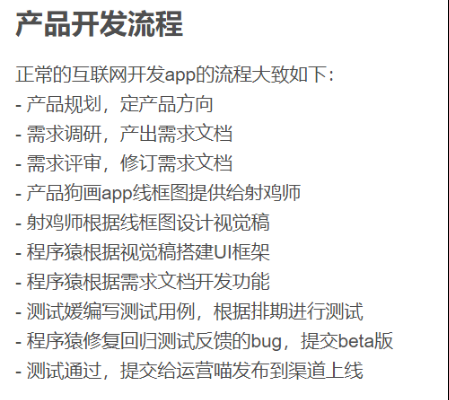 产品开发流程
正常的互联网开发app的流程大致如下：
- 产品规划，定产品方向
- 需求调研，产出需求文档
- 需求评审，修订需求文档
- 产品狗画app线框图提供给射鸡师
- 射鸡师根据线框图设计视觉稿
- 程序猿根据视觉稿搭建UI框架
- 程序猿根据需求文档开发功能
- 测试媛编写测试用例，根据排期进行测试
- 程序猿修复回归测试反馈的bug，提交beta版
- 测试通过，提交给运营喵发布到渠道上线